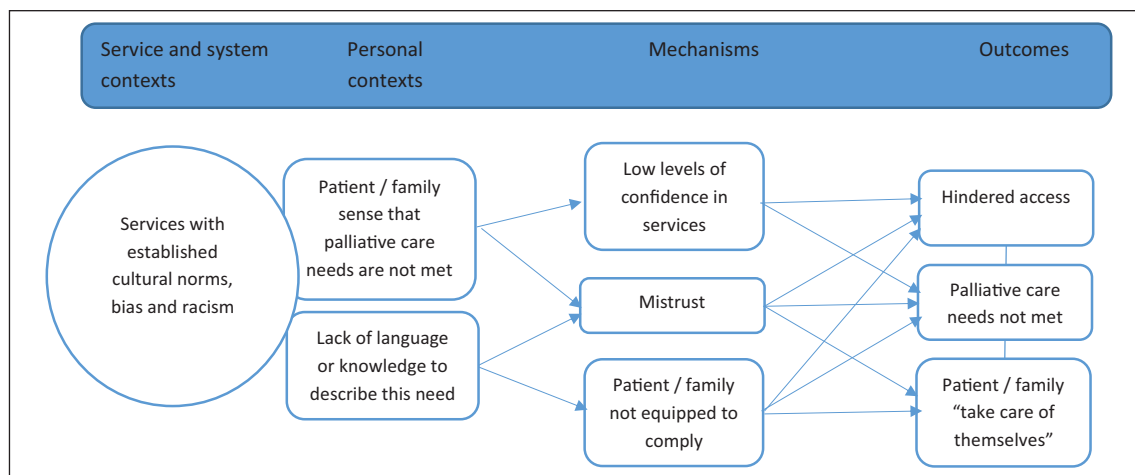 Service and system
contexts
Personal
contexts
Mechanisms
Outcomes
Services with
established
cultural norms,
bias and racism
Patient / family
sense that
palliative care
needs are not met
Lack of language
or knowledge to
describe this need
Low levels of
confidence in
services
Mistrust
Patient / family
not equipped to
comply
Hindered access
Palliative care
needs not met
Patient / family
“take care of
themselves”